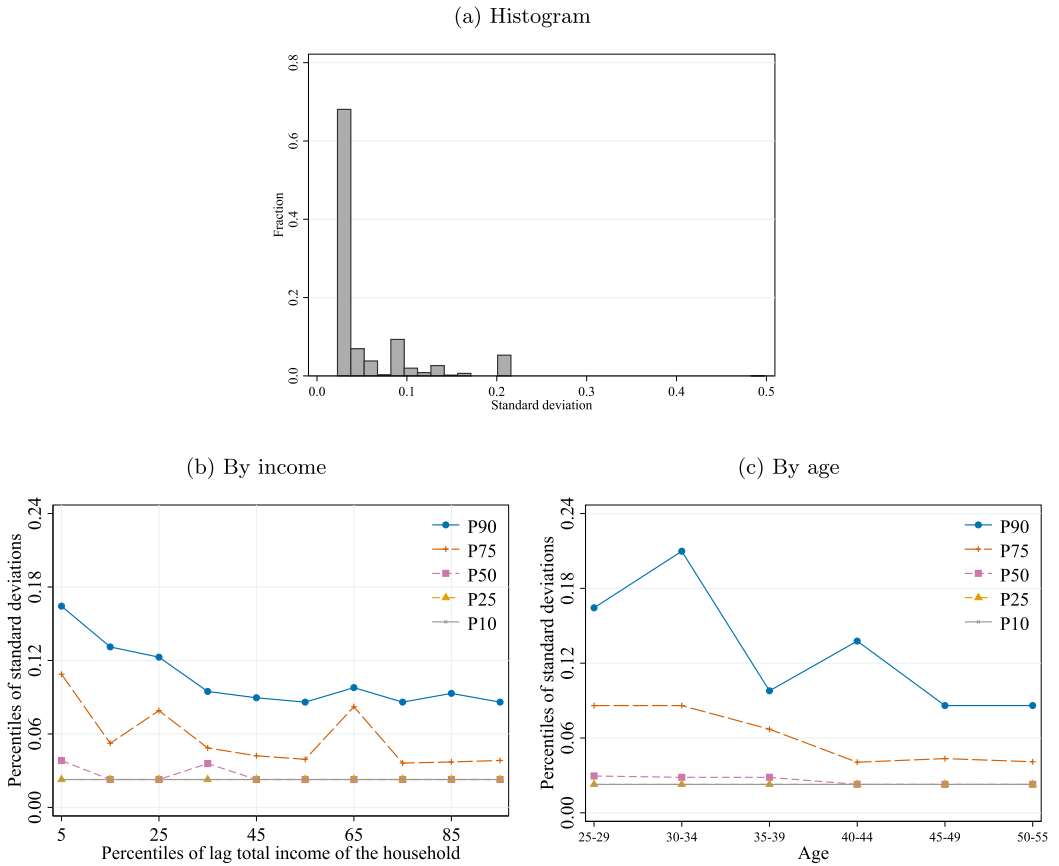 (a) Histogram
0.8
0.6
0.4
0.2
0.0
Fraction
0.0 0.1 0.2 0.3 0.4 0.5
Standard deviation
(b) By income
0.24
0.18
0.12
0.06
0.00
Percentiles of standard deviations
P90
P75
P50
P25
P10
5 25 45 65 85
Percentiles of lag total income of the household
(c) By age
0.24
0.18
0.12
0.06
0.00
Percentiles of standard deviations
P90
P75
P50
P25
P10
25-29 30-34 35-39 40-44 45-49 50-55
Age